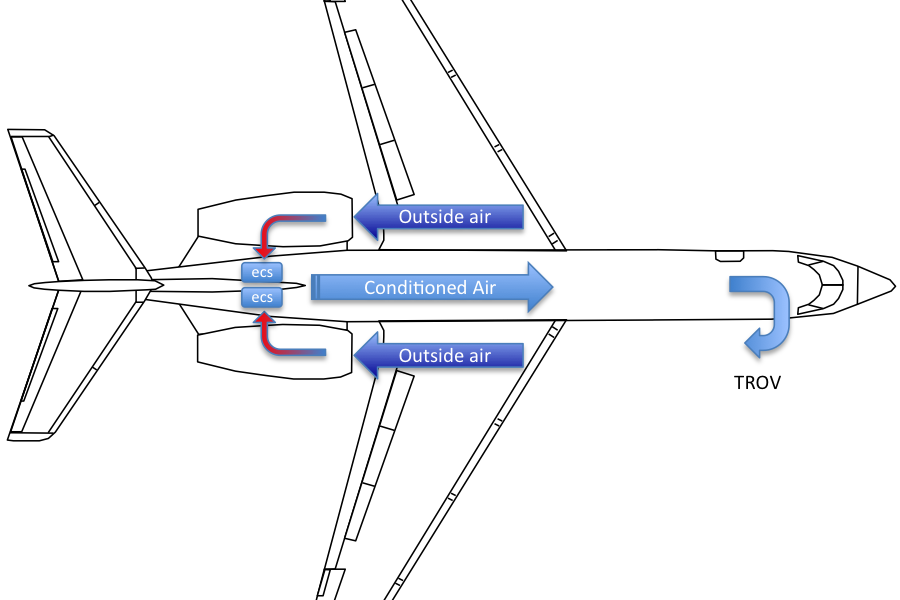 Outside air
ecs
Conditioned Air
ecs
Outside air
TROV